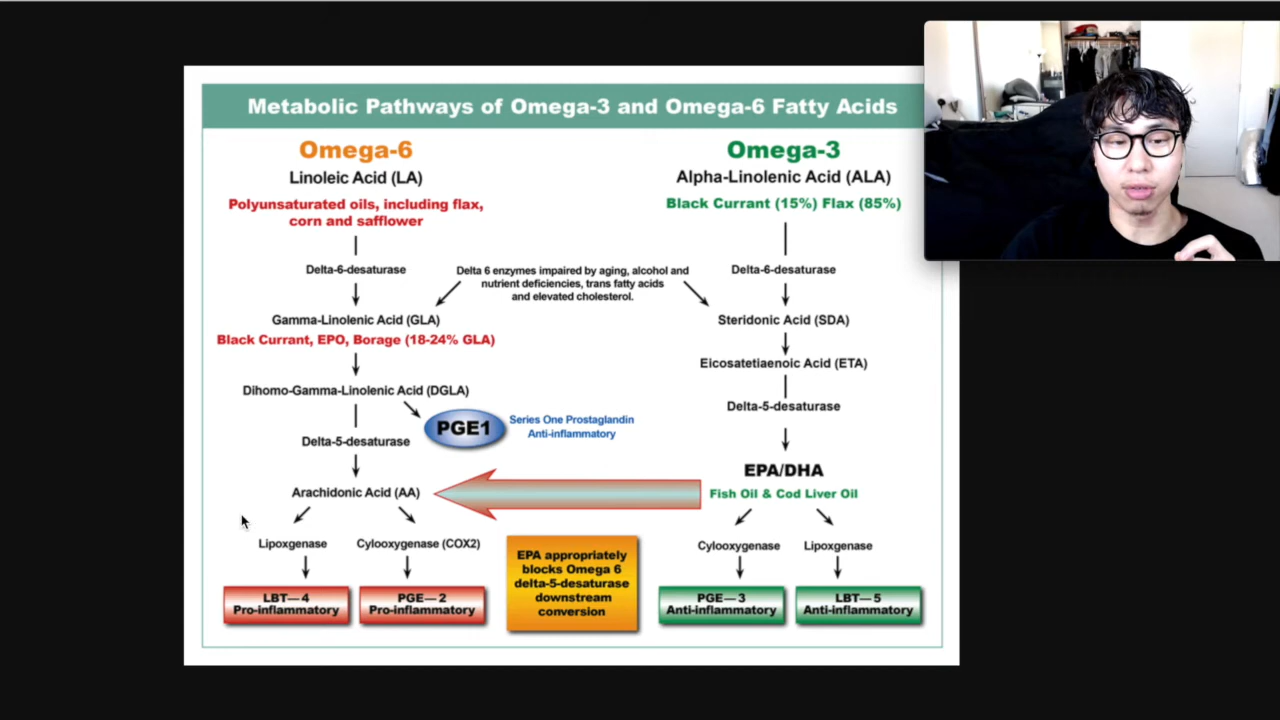 Metabolic Pathways of Omega-3 and Omega-6 Fatty Acids
Omega-6
Linoleic Acid (LA)
Polyunsaturated oils, including flax,
corn and safflower
Delta-6-desaturase
Gamma-Linolenic Acid (GLA)
Black Currant, EPO, Borage (18-24% GLA)
Dihomo-Gamma-Linolenic Acid (DGLA)
PGE1
Series One Prostaglandin
Anti-inflammatory
Delta-5-desaturase
Arachidonic Acid (AA)
Lipoxgenase
Cylooxygenase (COX2)
LBT—4
Pro-inflammatory
PGE—2
Pro-inflammatory
Delta 6 enzymes impaired by aging, alcohol and
nutrient deficiencies, trans fatty acids
and elevated cholesterol.
EPA appropriately
blocks Omega 6
delta-5-desaturase
downstream
conversion
Omega-3
Alpha-Linolenic Acid (ALA)
Black Currant (15%) Flax (85%)
Delta-6-desaturase
Steridonic Acid (SDA)
Eicosatetiaenoic Acid (ETA)
Delta-5-desaturase
EPA/DHA
Fish Oil & Cod Liver Oil
Cylooxygenase
Lipoxgenase
PGE—3
Anti-inflammatory
LBT—5
Anti-inflammatory